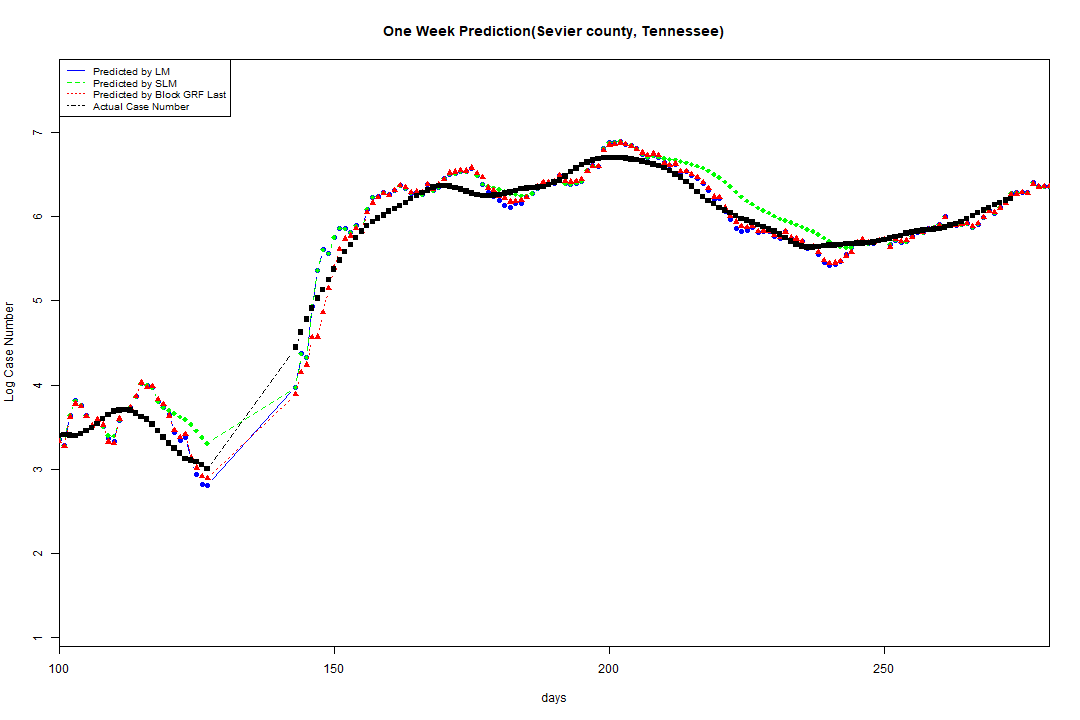 One Week Prediction(Sevier county, Tennessee)
Predicted by LM
Predicted by SLM
Predicted by Block GRF Last
Actual Case Number
7
6
5
4
3
2
1
Log Case Number
100 150 200 250
days